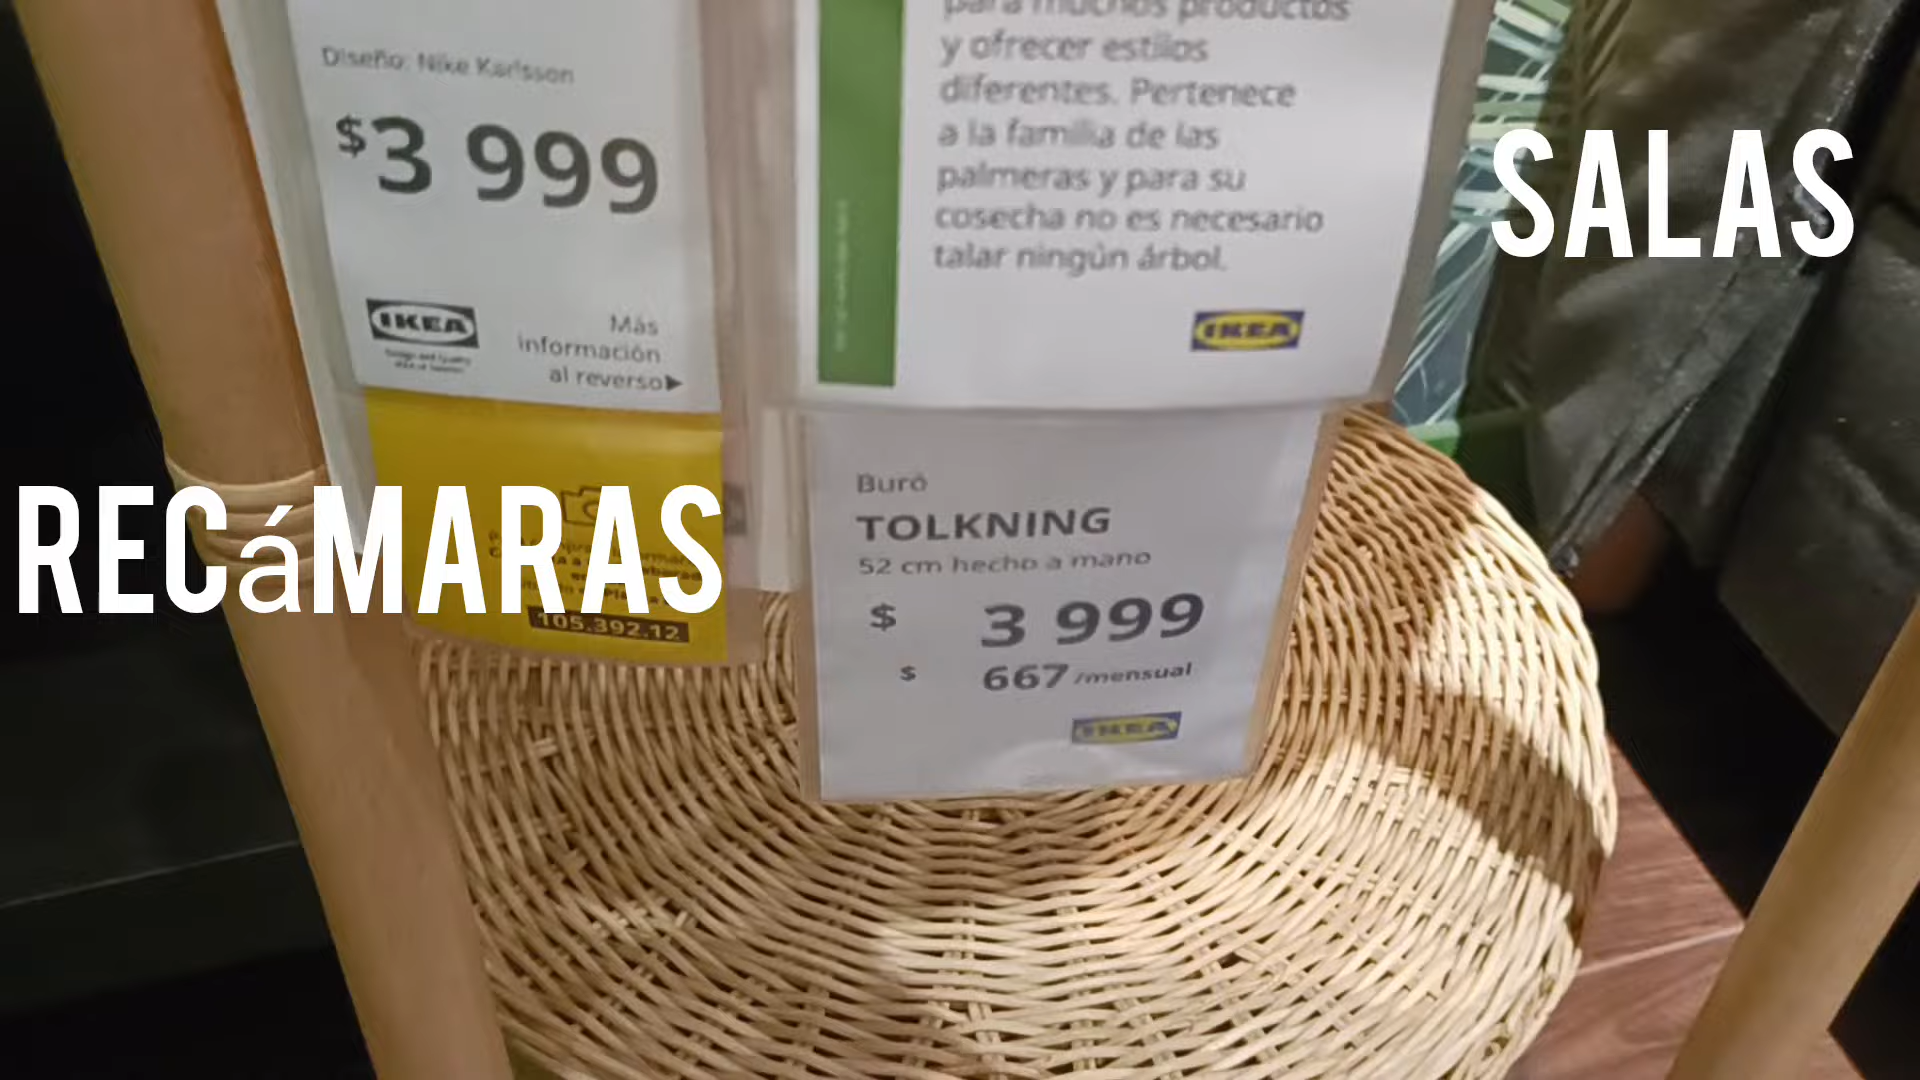 Diseño: Nike Karlsson
$3 999
IKEA
Más
información
al reverso▶
105.392.12
para muchos productos
y ofrecer estilos
diferentes. Pertenece
a la familia de las
palmeras y para su
cosecha no es necesario
talar ningún árbol.
IKEA
Buró
TOLKNING
52 cm hecho a mano
$ 3 999
$ 667 /mensual
IKEA
SALAS
RECáMARAS